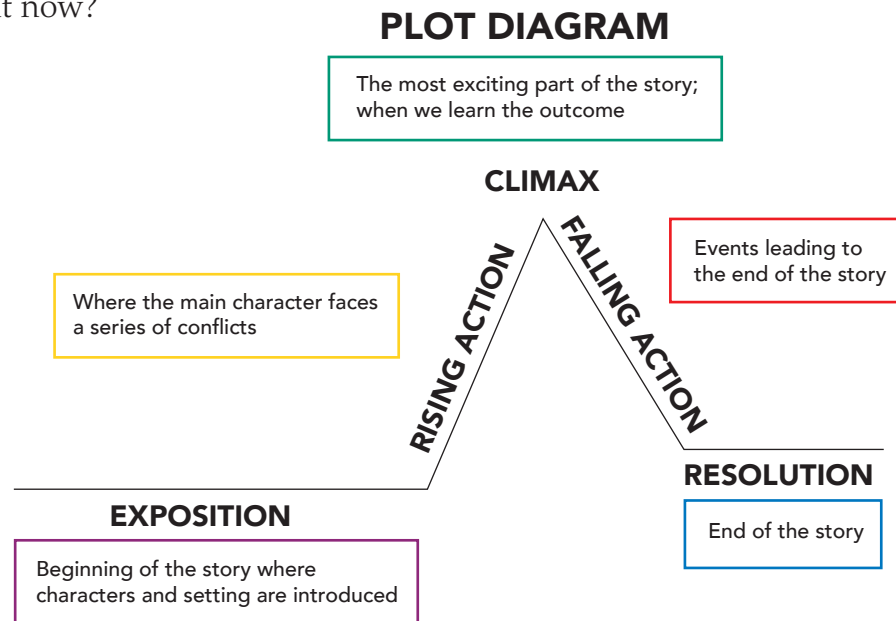 t now?
PLOT DIAGRAM
The most exciting part of the story;
when we learn the outcome
CLIMAX
RISING ACTION
FALLING ACTION
Events leading to
the end of the story
Where the main character faces
a series of conflicts
EXPOSITION
Beginning of the story where
characters and setting are introduced
RESOLUTION
End of the story